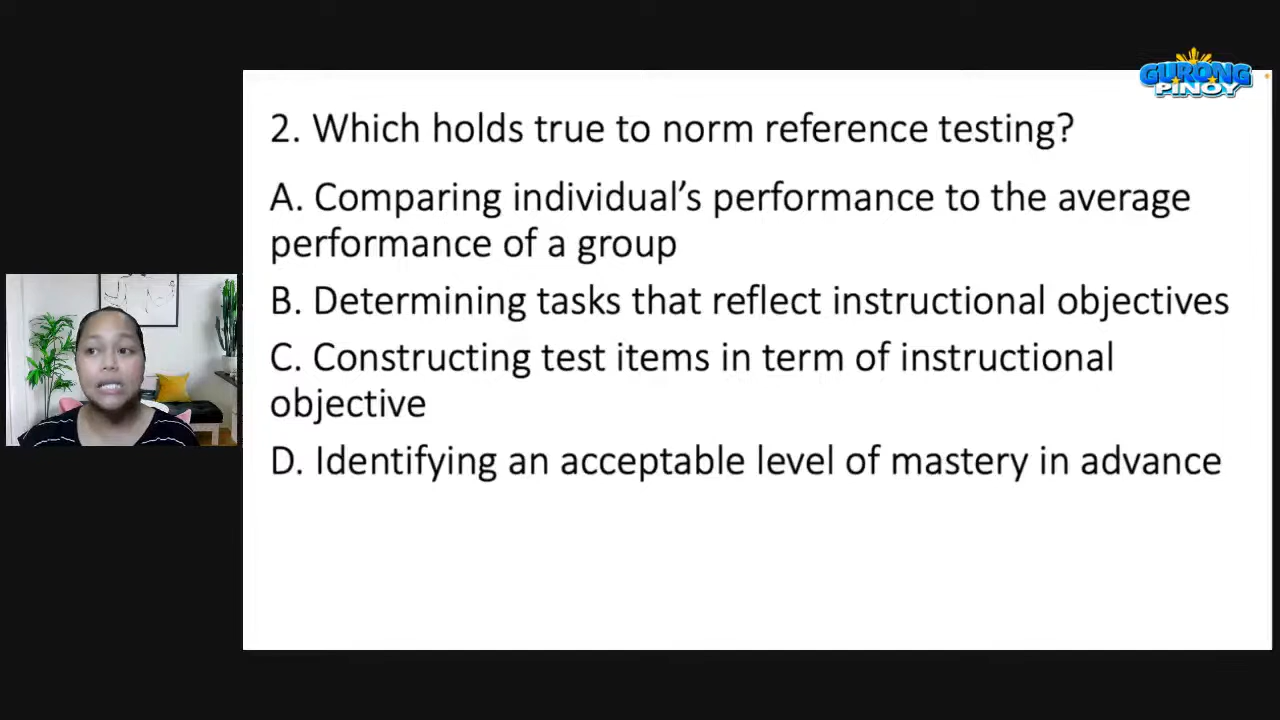 GURONG
PINOY
2. Which holds true to norm reference testing?
A. Comparing individual’s performance to the average
performance of a group
B. Determining tasks that reflect instructional objectives
C. Constructing test items in term of instructional
objective
D. Identifying an acceptable level of mastery in advance